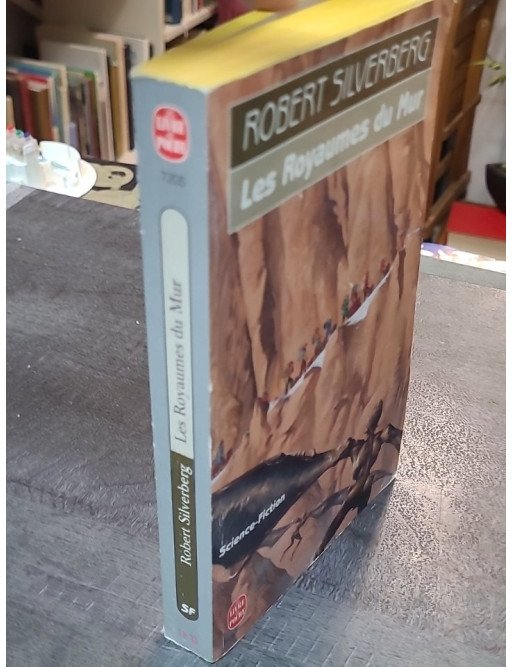 ROBERT SILVERBERG
Les Royaumes du Mur
Science-Fiction
LE LIVRE
DE POCHE
LE LIVRE
DE POCHE
7206
Les Royaumes du Mur
Robert Silverberg
SF